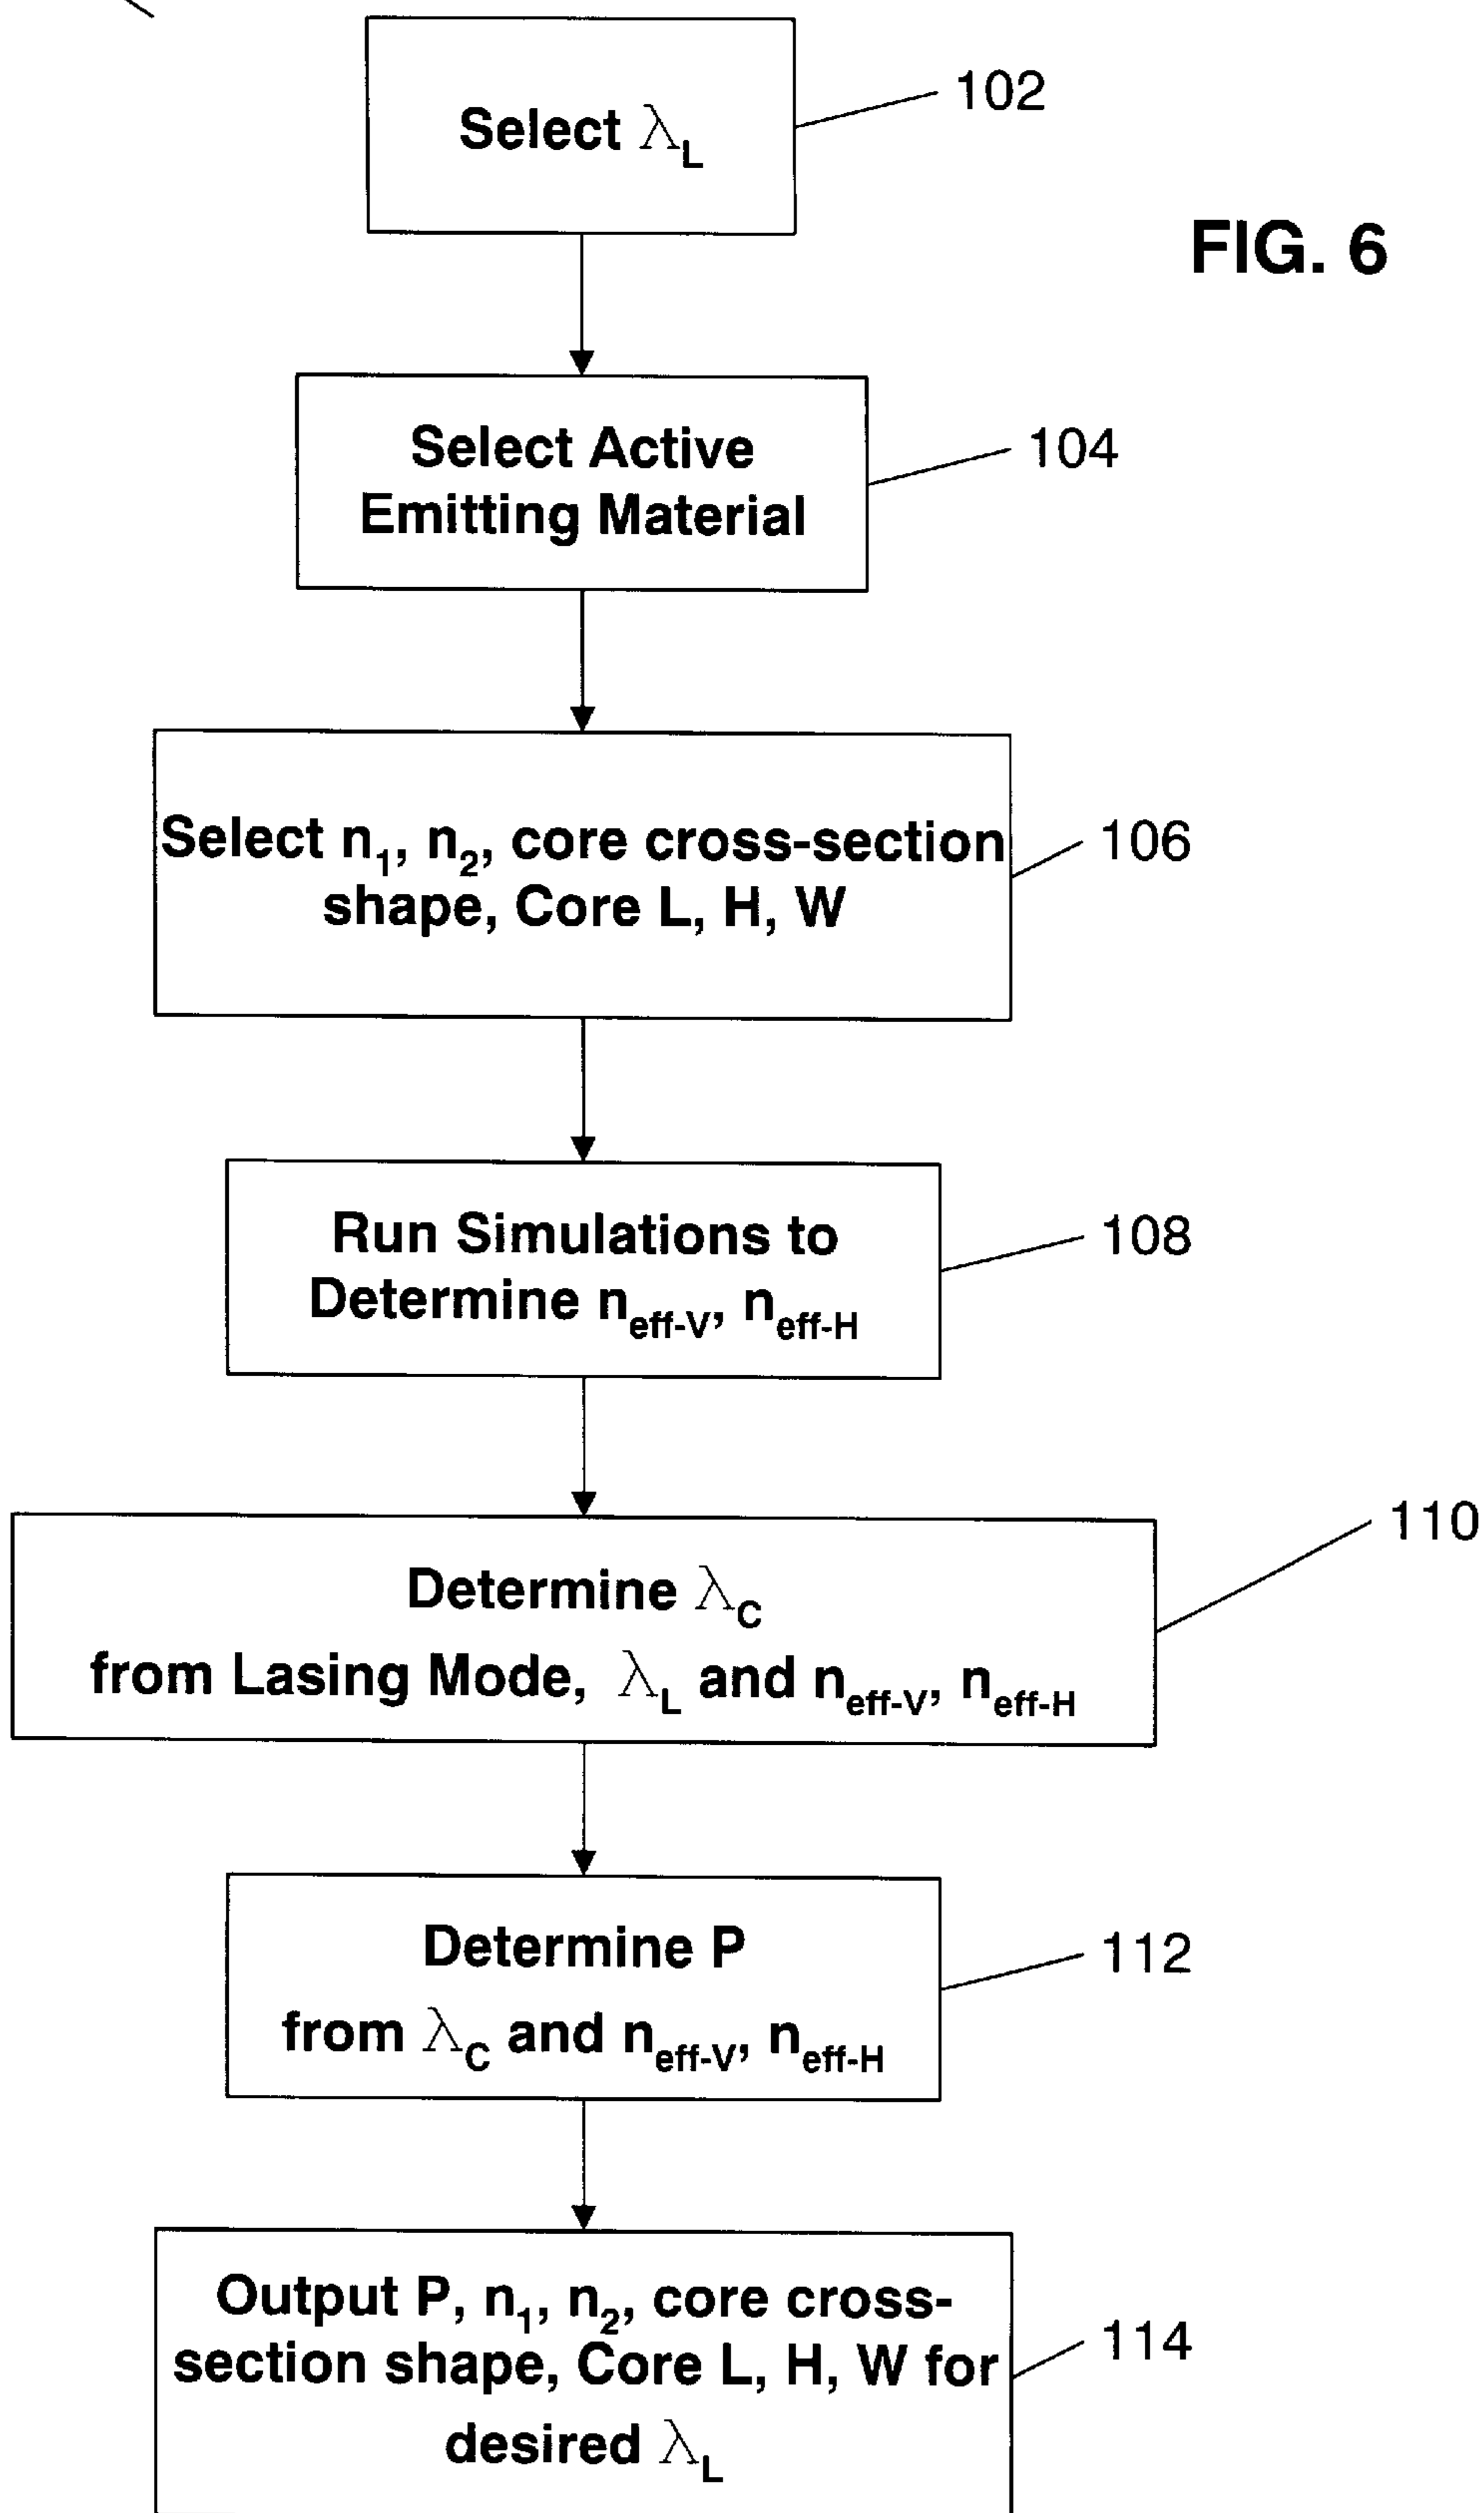 Select λL
102
FIG. 6
Select Active
Emitting Material
104
Select n1, n2, core cross-section
shape, Core L, H, W
106
Run Simulations to
Determine neff-V, neff-H
108
Determine λC
from Lasing Mode, λL and neff-V, neff-H
110
Determine P
from λC and neff-V, neff-H
112
Output P, n1, n2, core cross-
section shape, Core L, H, W for
desired λL
114